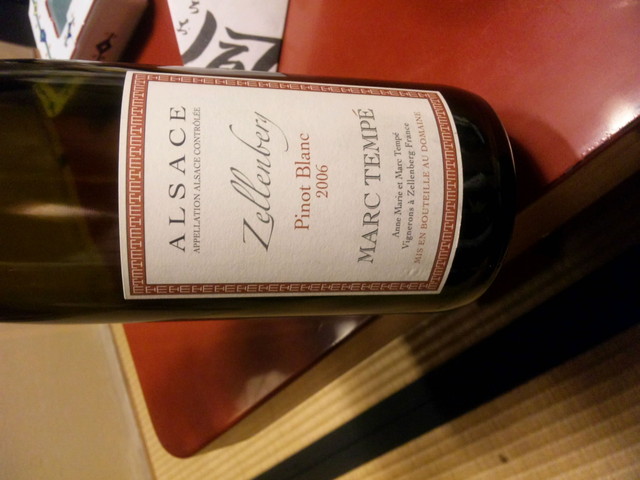 ALSACE
APPELLATION ALSACE CONTRÔLÉE
Zellenberg
Pinot Blanc
2006
MARC TEMPÉ
Anne Marie et Marc Tempé
Vignerons à Zellenberg France
MIS EN BOUTEILLE AU DOMAINE